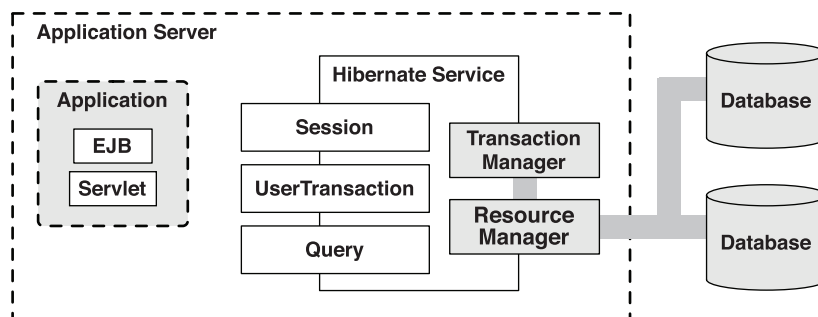 Application Server
Hibernate Service
Application
EJB
Servlet
Session
UserTransaction
Query
Transaction
Manager
Resource
Manager
Database
Database